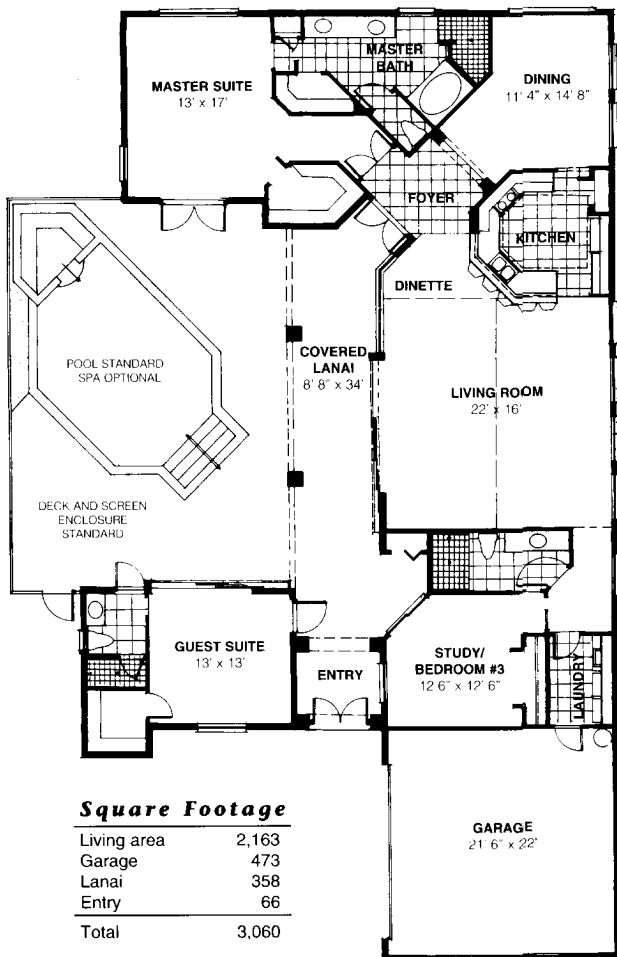 MASTER SUITE
13' x 17'
MASTER
BATH
DINING
11' 4" x 14' 8"
FOYER
KITCHEN
DINETTE
COVERED
LANAI
8' 8" x 34'
POOL STANDARD
SPA OPTIONAL
LIVING ROOM
22' x 16'
DECK AND SCREEN
ENCLOSURE
STANDARD
GUEST SUITE
13' x 13'
ENTRY
STUDY/
BEDROOM #3
12' 6" x 12' 6"
LAUNDRY
GARAGE
21' 6" x 22'
Square Footage
Living area 2,163
Garage 473
Lanai 358
Entry 66
Total 3,060